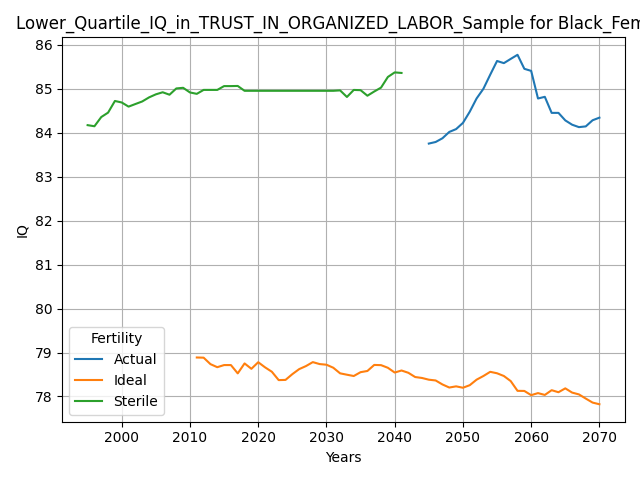 Lower_Quartile_IQ_in_TRUST_IN_ORGANIZED_LABOR_Sample for Black_Fem
IQ
86
85
84
83
82
81
80
79
78
Fertility
Actual
Ideal
Sterile
2000 2010 2020 2030 2040 2050 2060 2070
Years